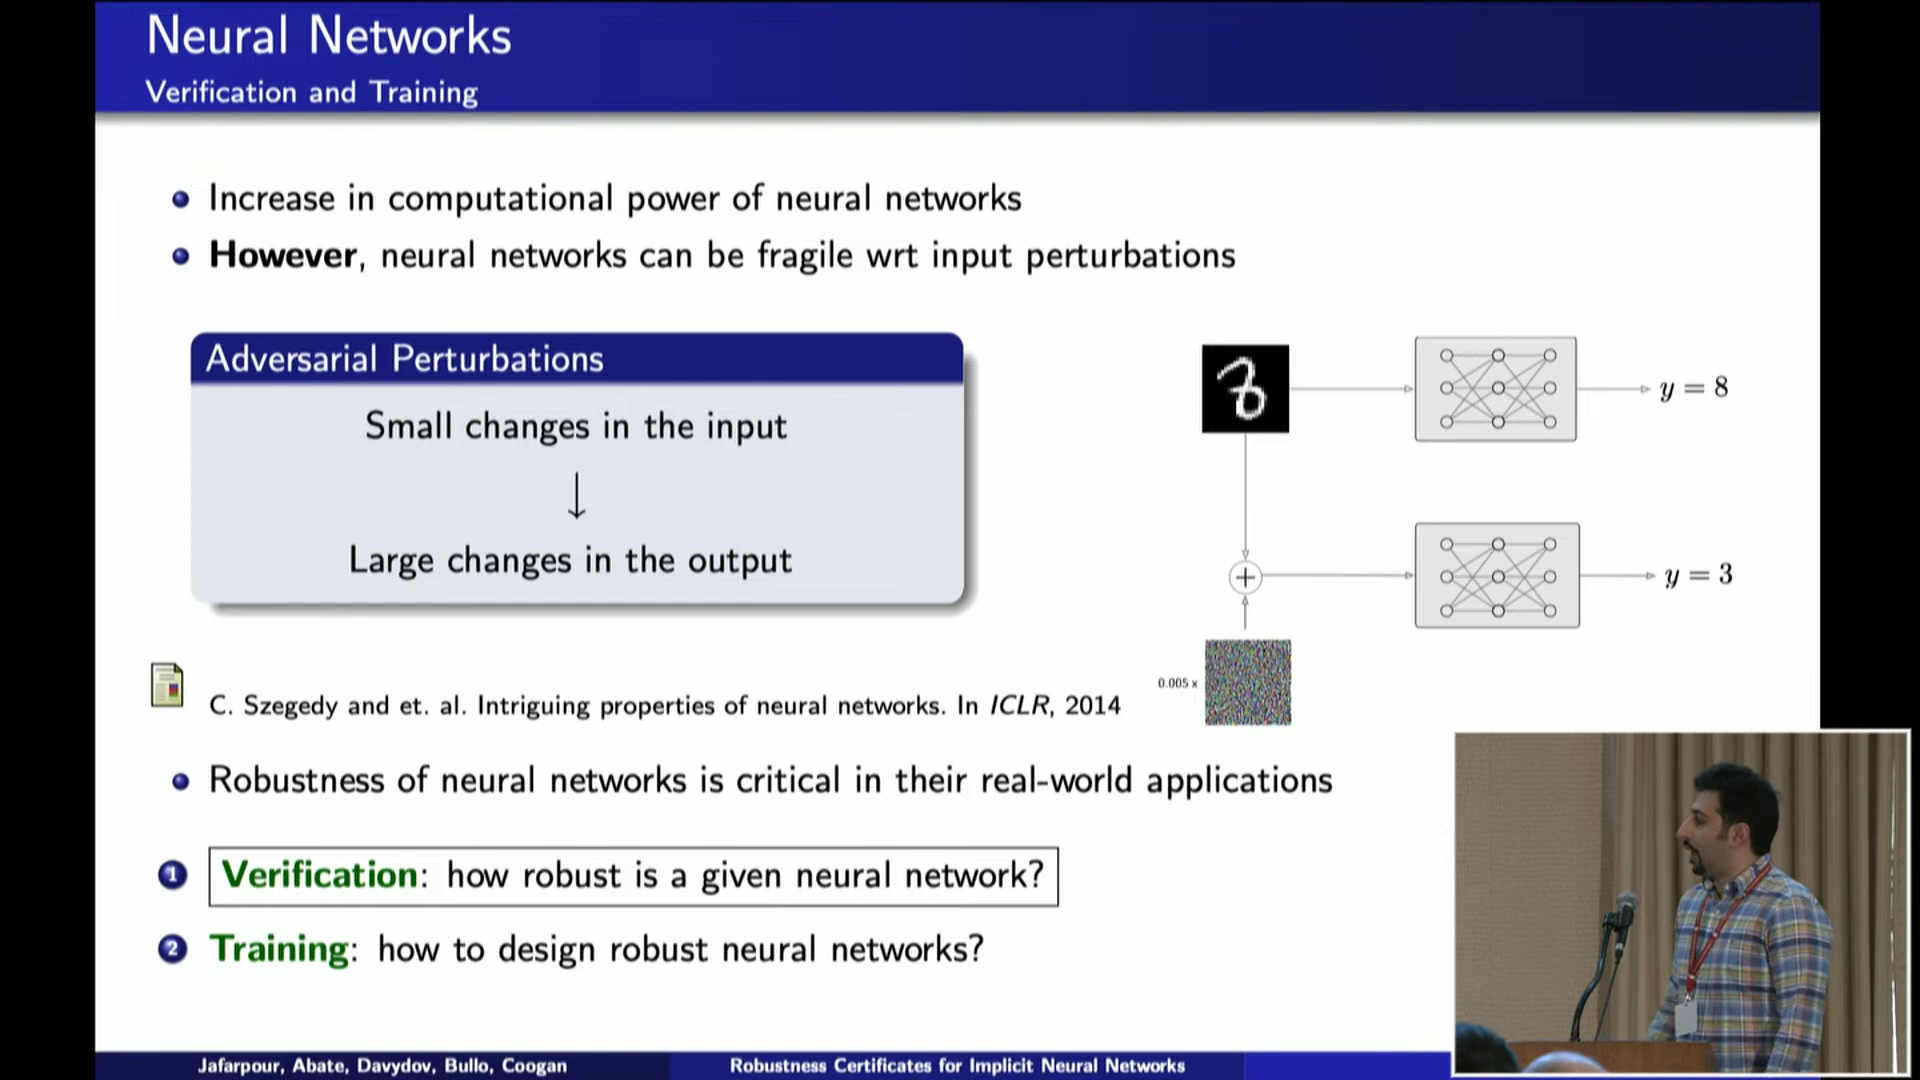 Neural Networks
Verification and Training
Increase in computational power of neural networks
However, neural networks can be fragile wrt input perturbations
Adversarial Perturbations
Small changes in the input
↓
Large changes in the output
y = 8
y = 3
0.005 x
C. Szegedy and et. al. Intriguing properties of neural networks. In ICLR, 2014
Robustness of neural networks is critical in their real-world applications
1 Verification: how robust is a given neural network?
2 Training: how to design robust neural networks?
Jafarpour, Abate, Davydov, Bullo, Coogan
Robustness Certificates for Implicit Neural Networks